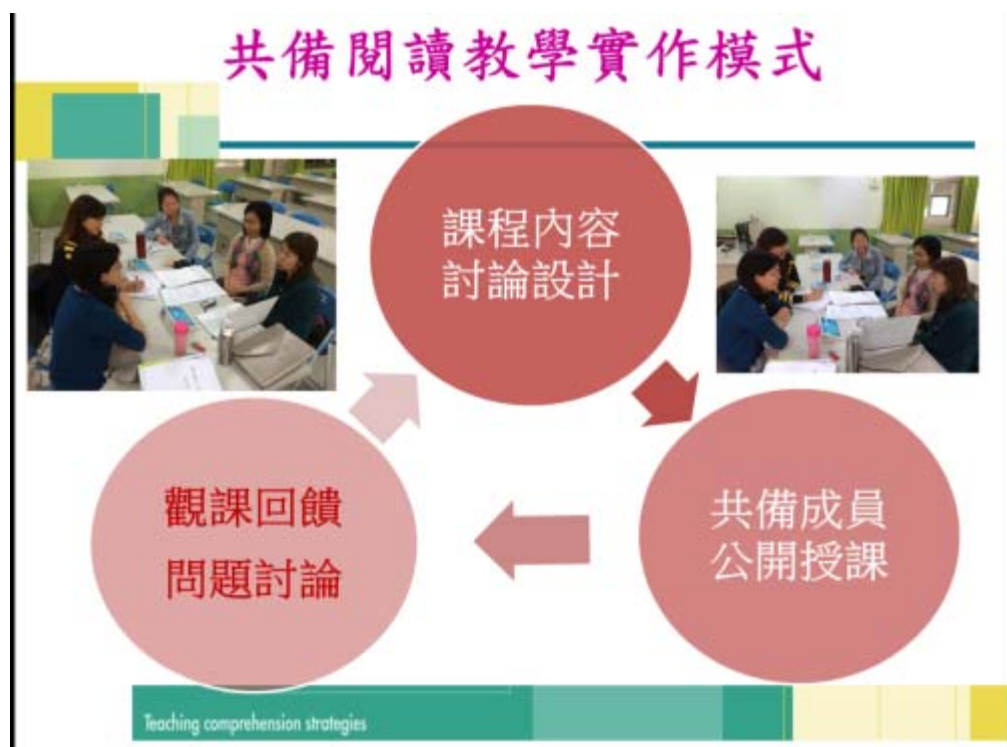 共備閱讀教學實作模式
課程內容
討論設計
共備成員
公開授課
觀課回饋
問題討論
Teaching comprehension strategies